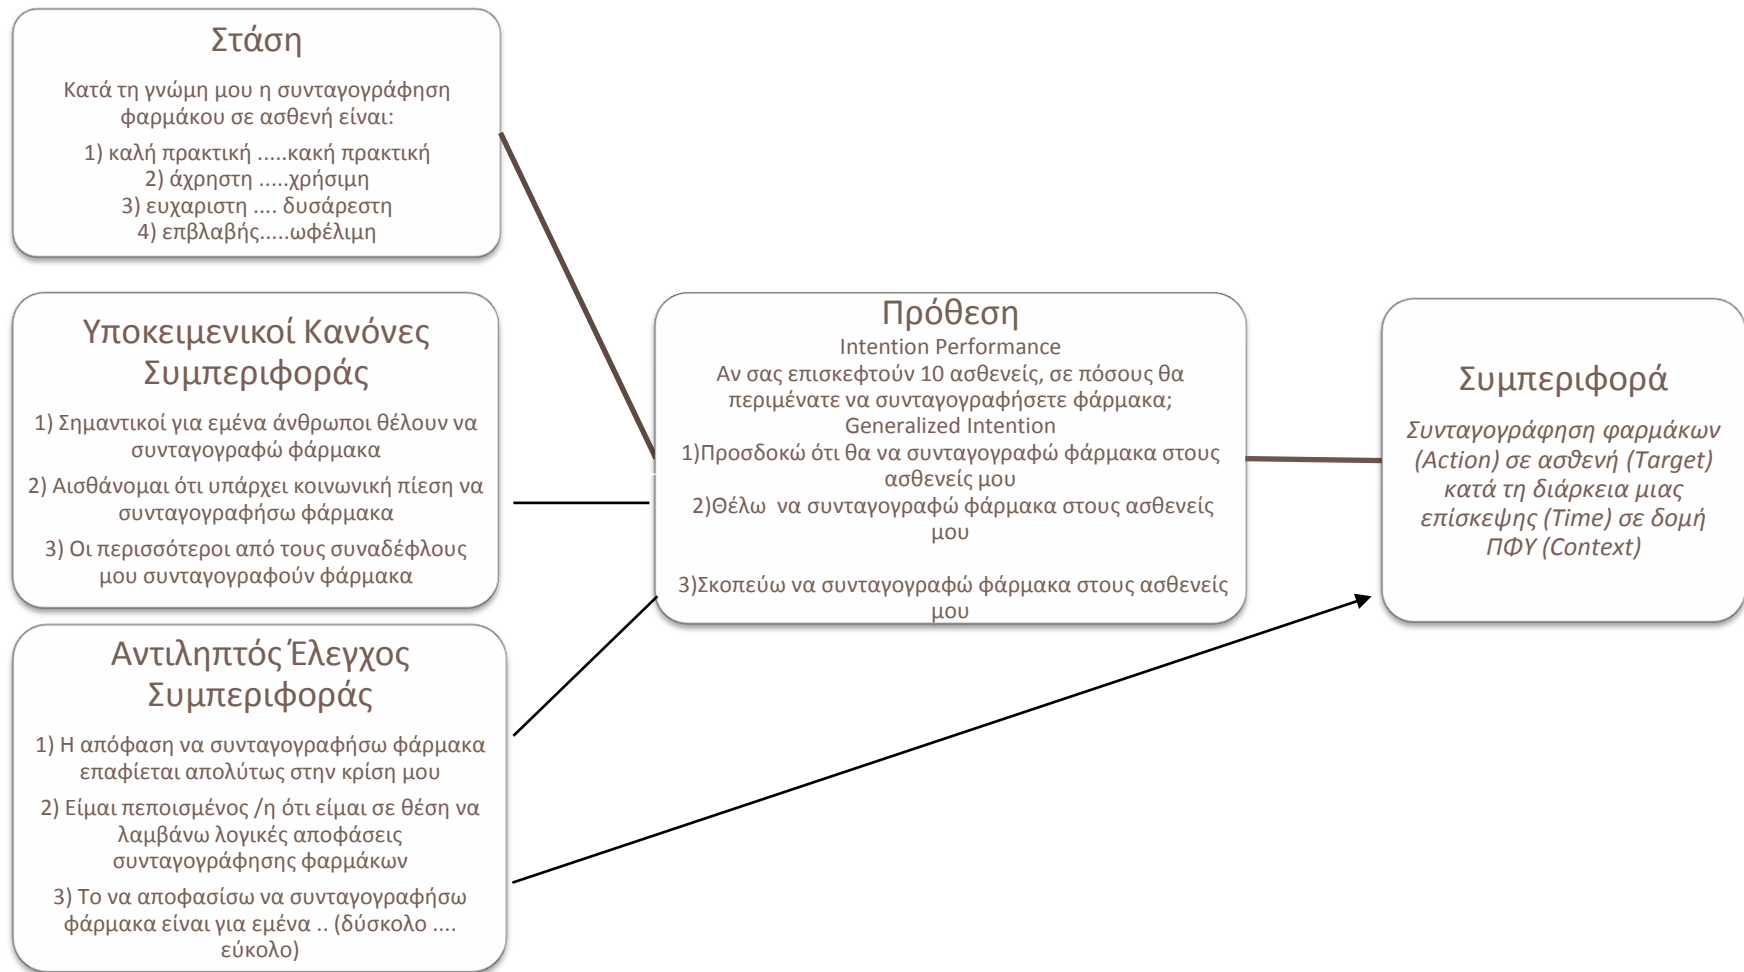 Στάση
Κατά τη γνώμη μου η συνταγογράφηση
φαρμάκου σε ασθενή είναι:
1) καλή πρακτική .....κακή πρακτική
2) άχρηστη .....χρήσιμη
3) ευχαριστη .... δυσάρεστη
4) επβλαβής.....ωφέλιμη
Υποκειμενικοί Κανόνες
Συμπεριφοράς
1) Σημαντικοί για εμένα άνθρωποι θέλουν να
συνταγογραφώ φάρμακα
2) Αισθάνομαι ότι υπάρχει κοινωνική πίεση να
συνταγογραφήσω φάρμακα
3) Οι περισσότεροι από τους συναδέφλους
μου συνταγογραφούν φάρμακα
Αντιληπτός Έλεγχος
Συμπεριφοράς
1) Η απόφαση να συνταγογραφήσω φάρμακα
επαφίεται απολύτως στην κρίση μου
2) Είμαι πεποισμένος /η ότι είμαι σε θέση να
λαμβάνω λογικές αποφάσεις
συνταγογράφησης φαρμάκων
3) Το να αποφασίσω να συνταγογραφήσω
φάρμακα είναι για εμένα .. (δύσκολο ....
εύκολο)
Πρόθεση
Intention Performance
Αν σας επισκεφτούν 10 ασθενείς, σε πόσους θα
περιμένατε να συνταγογραφήσετε φάρμακα;
Generalized Intention
1)Προσδοκώ ότι θα να συνταγογραφώ φάρμακα στους
ασθενείς μου
2)Θέλω  να συνταγογραφώ φάρμακα στους ασθενείς
μου
3)Σκοπεύω να συνταγογραφώ φάρμακα στους ασθενείς
μου
Συμπεριφορά
Συνταγογράφηση φαρμάκων
(Action) σε ασθενή (Target)
κατά τη διάρκεια μιας
επίσκεψης (Time) σε δομή
ΠΦΥ (Context)